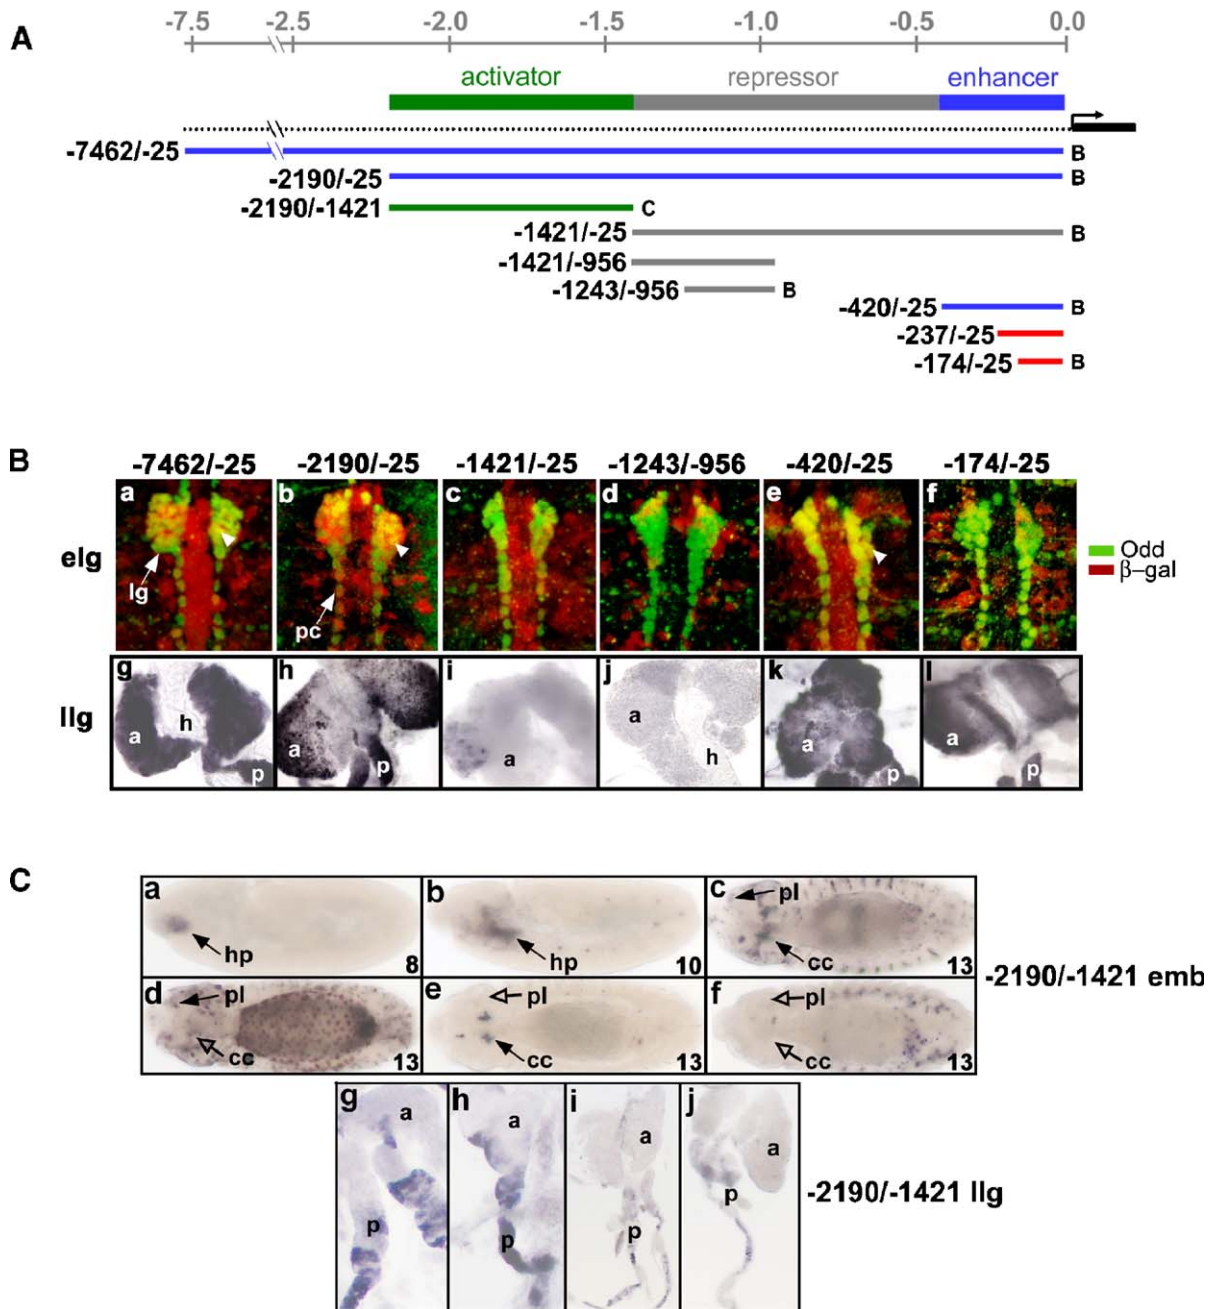 A
-7.5 -2.5 -2.0 -1.5 -1.0 -0.5 0.0
activator repressor enhancer
-7462/-25 B
-2190/-25 B
-2190/-1421 C
-1421/-25 B
-1421/-956
-1243/-956 B
-420/-25 B
-237/-25
-174/-25 B
B
-7462/-25 -2190/-25 -1421/-25 -1243/-956 -420/-25 -174/-25
a b c d e f
elg
lg
pc
Odd
β-gal
g h i j k l
llg
h
a p a p a a h a p a p
C
a hp 8
b hp 10
c pl cc 13
-2190/-1421 emb
d pl cc 13
e pl cc 13
f pl cc 13
g a p
h a p
i a p
j a p
-2190/-1421 llg